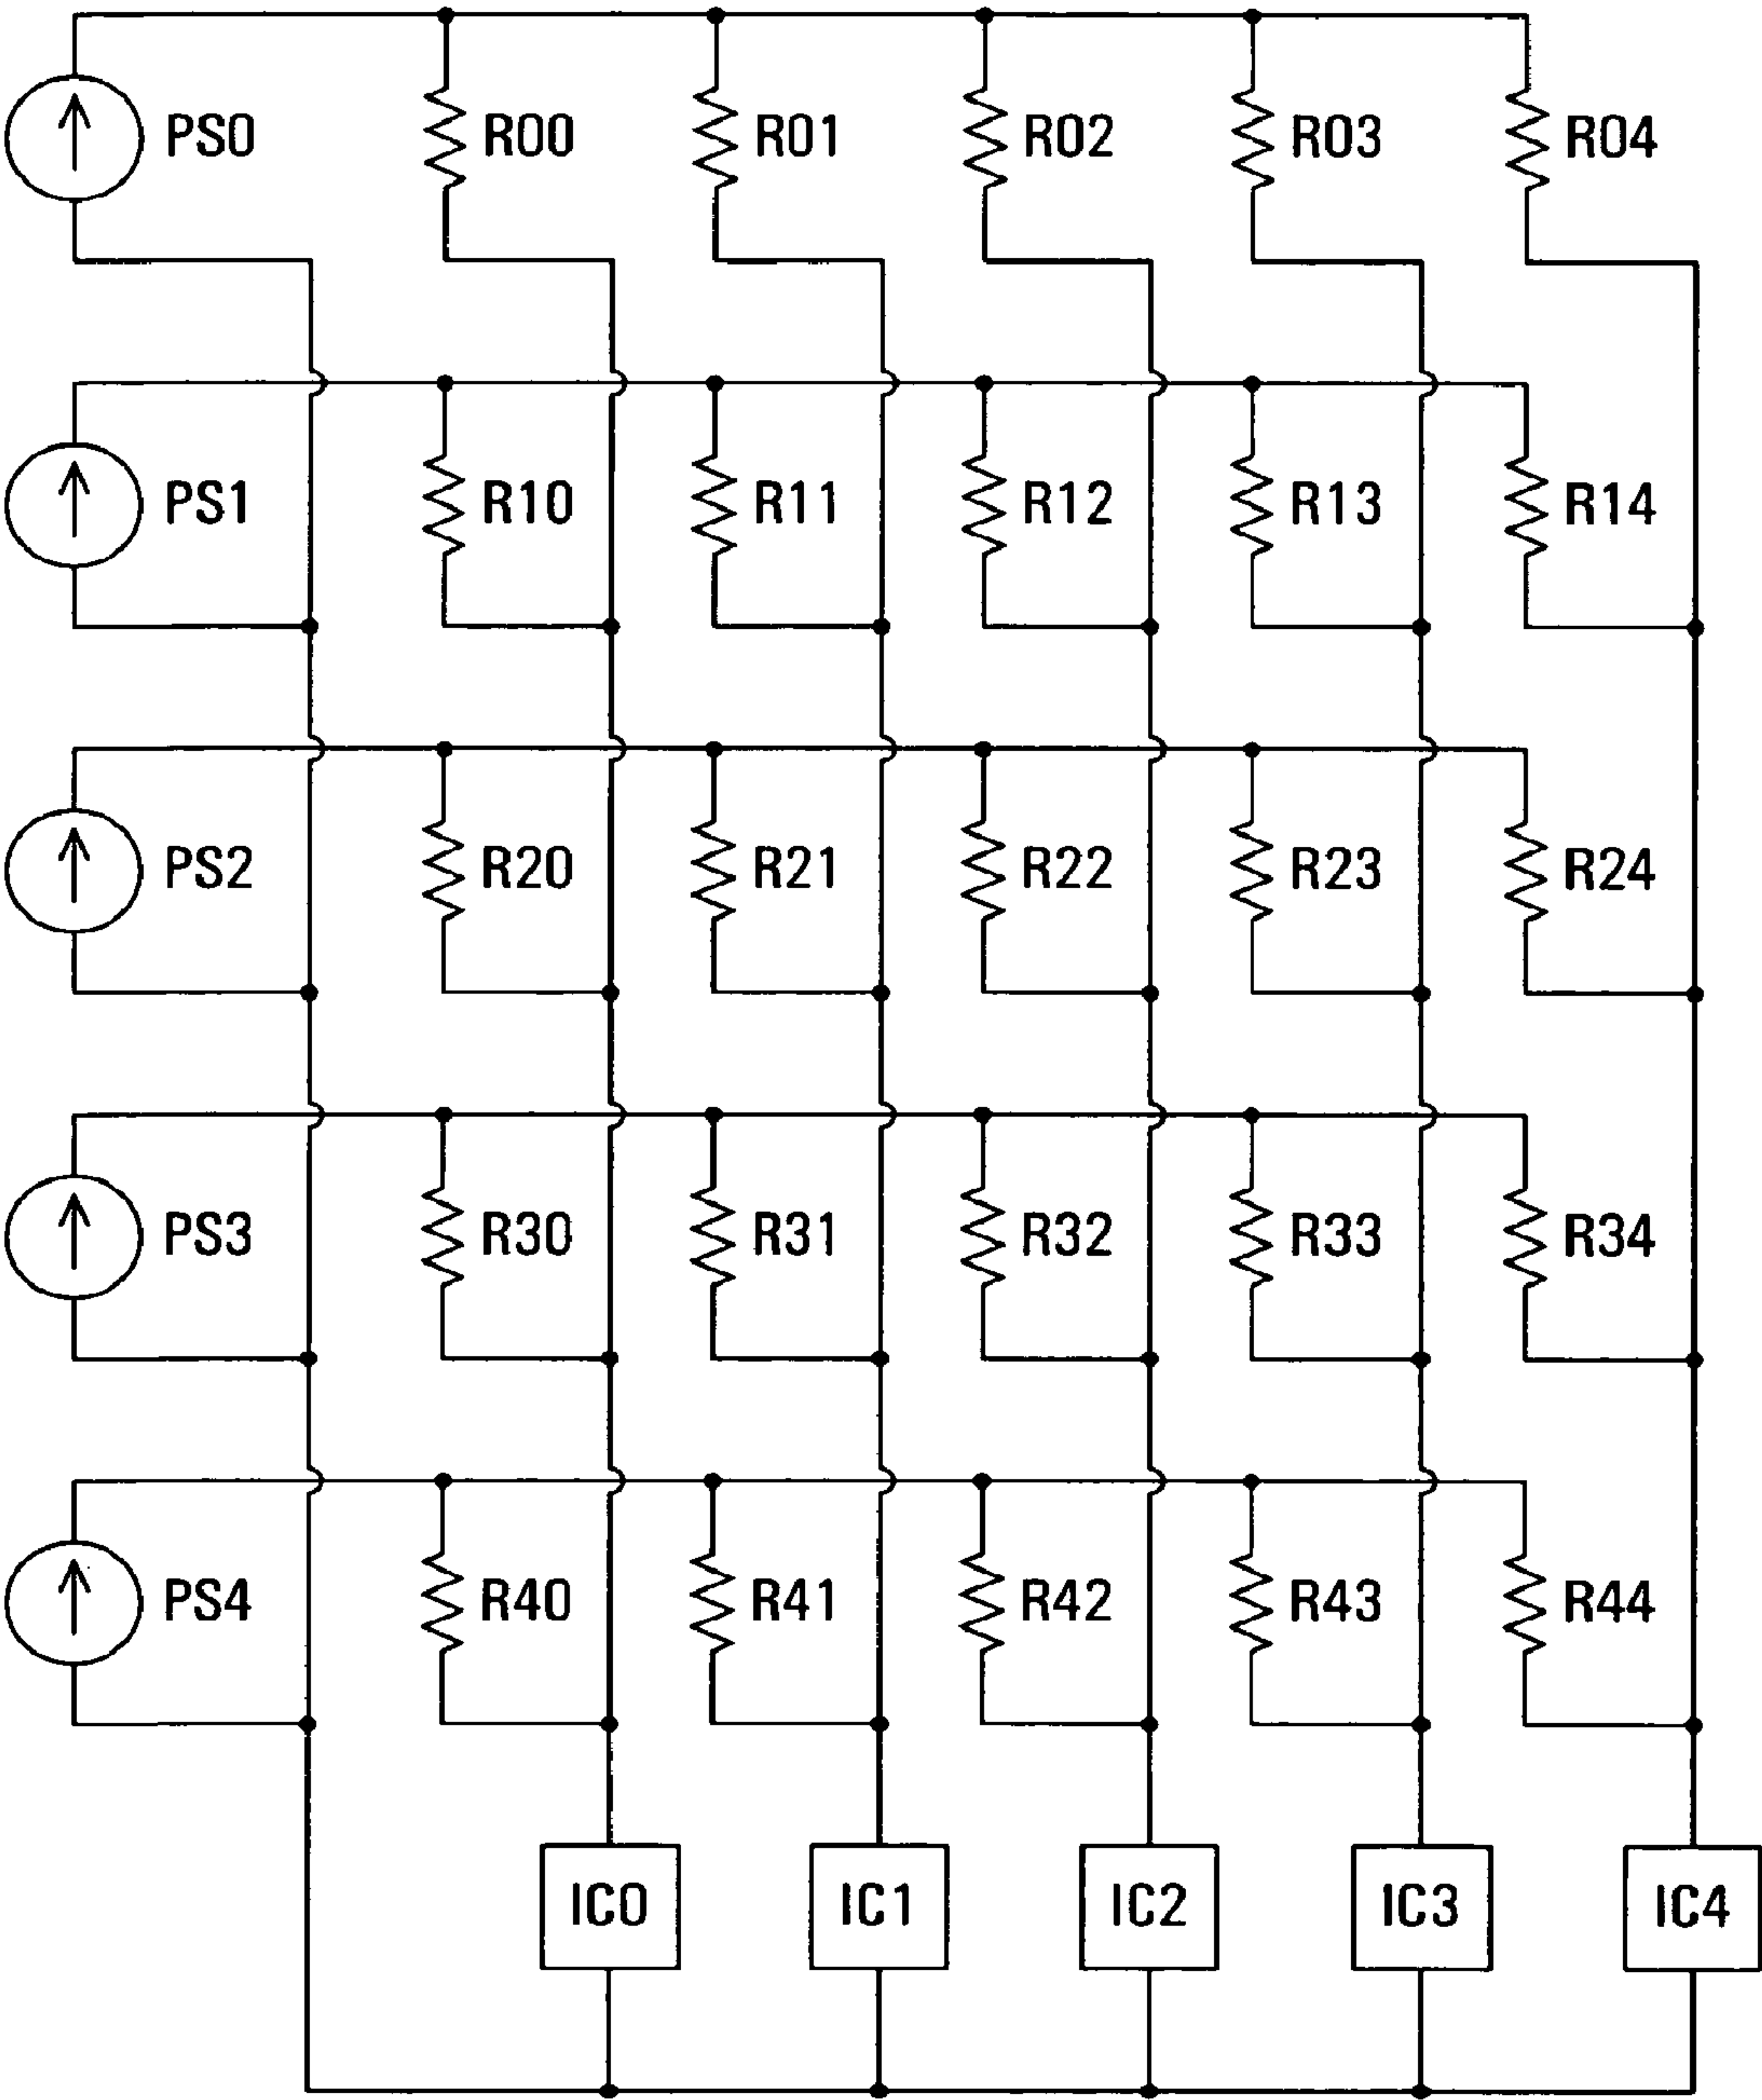 PS0 R00 R01 R02 R03 R04
PS1 R10 R11 R12 R13 R14
PS2 R20 R21 R22 R23 R24
PS3 R30 R31 R32 R33 R34
PS4 R40 R41 R42 R43 R44
IC0 IC1 IC2 IC3 IC4